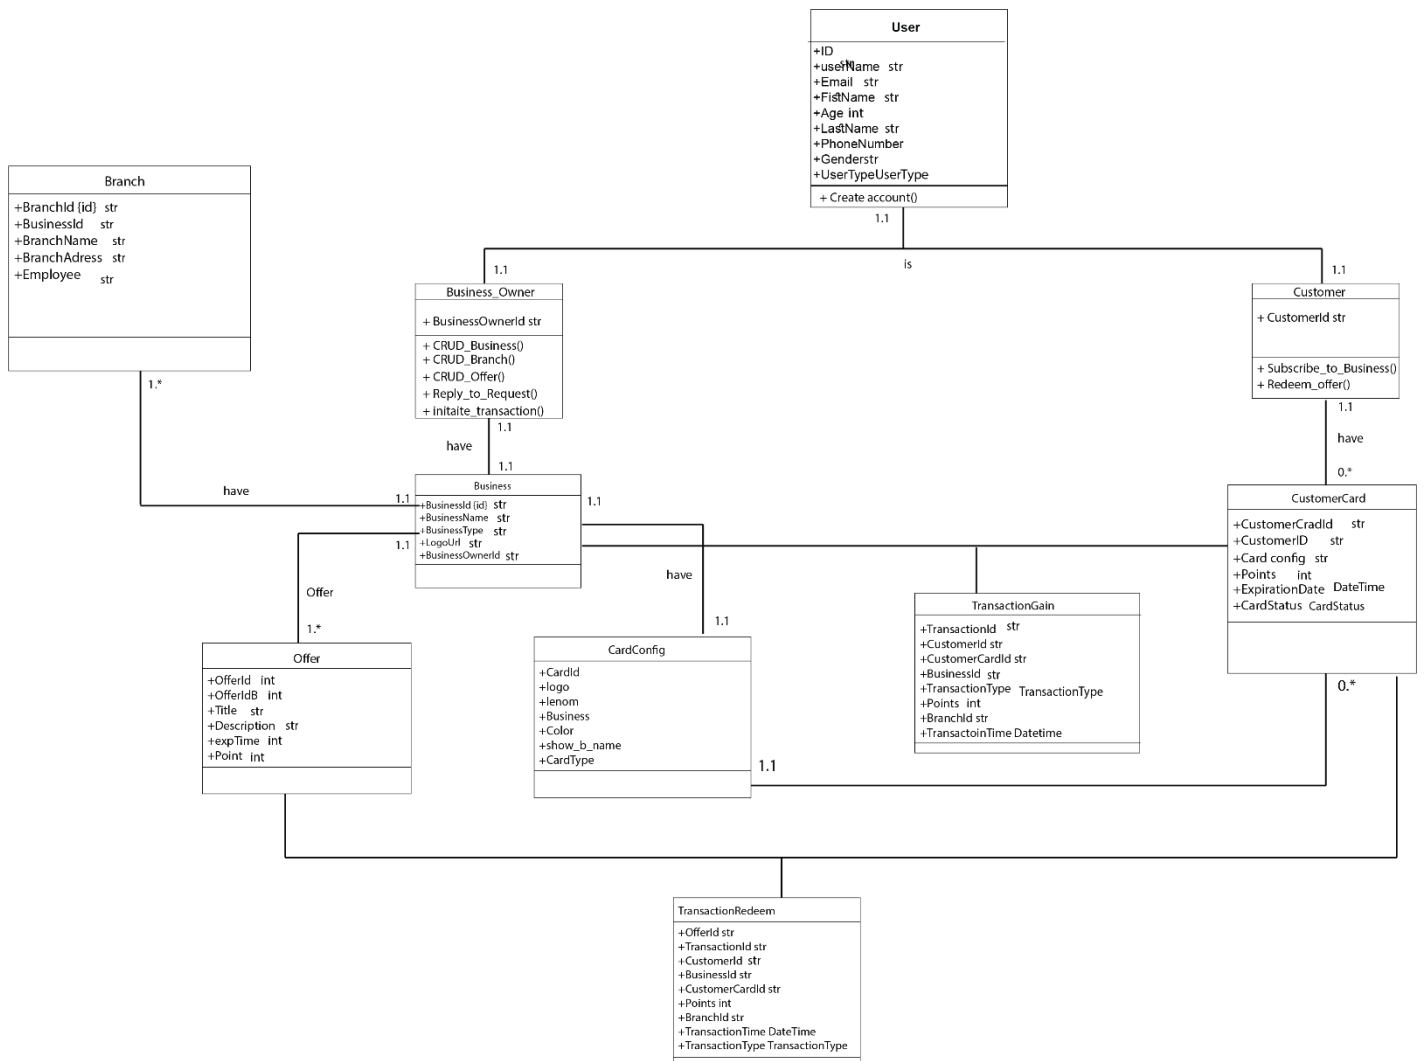 User
+ID
str
+userName str
+Email str
+FistName str
+Age int
+LastName str
+PhoneNumber
+Genderstr
+UserTypeUserType
+ Create account()
1.1
is
Branch
+BranchId {id} str
+BusinessId str
+BranchName str
+BranchAdress str
+Employee str
1.*
have
1.1
1.1
Business_Owner
+ BusinessOwnerId str
+ CRUD_Business()
+ CRUD_Branch()
+ CRUD_Offer()
+ Reply_to_Request()
+ initaite_transaction()
1.1
have
1.1
1.1
Customer
+ CustomerId str
+ Subscribe_to_Business()
+ Redeem_offer()
1.1
have
0.*
Business
+BusinessId {id} str
+BusinessName str
+BusinessType str
+LogoUrl str
+BusinessOwnerId str
1.1
1.1
have
1.1
Offer
1.*
CustomerCard
+CustomerCradId str
+CustomerID str
+Card config str
+Points int
+ExpirationDate DateTime
+CardStatus CardStatus
0.*
TransactionGain
+TransactionId str
+CustomerId str
+CustomerCardId str
+BusinessId str
+TransactionType TransactionType
+Points int
+BranchId str
+TransactoinTime Datetime
Offer
+OfferId int
+OfferIdB int
+Title str
+Description str
+expTime int
+Point int
CardConfig
+CardId
+logo
+lenom
+Business
+Color
+show_b_name
+CardType
1.1
TransactionRedeem
+OfferId str
+TransactionId str
+CustomerId str
+BusinessId str
+CustomerCardId str
+Points int
+BranchId str
+TransactionTime DateTime
+TransactionType TransactionType